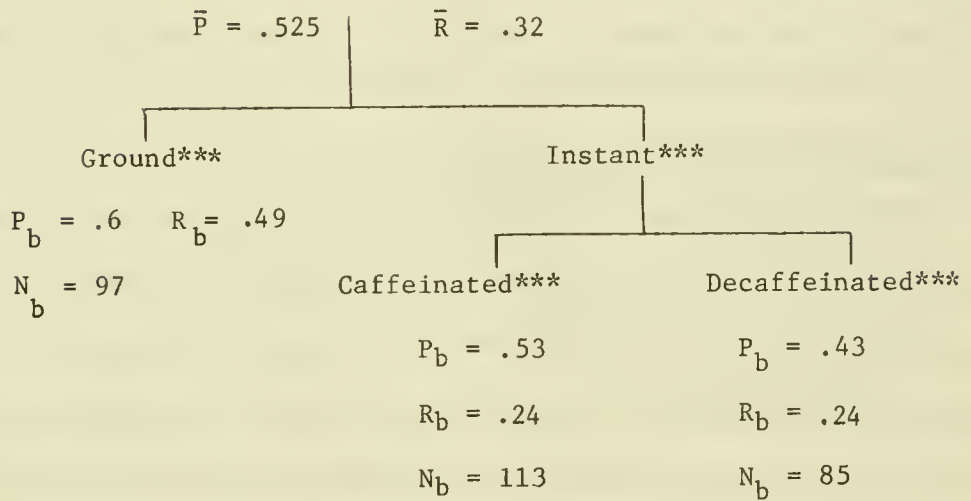 P̄ = .525 R̄ = .32
Ground*** Instant***
P_b = .6 R_b = .49
N_b = 97
Caffeinated*** Decaffeinated***
P_b = .53 P_b = .43
R_b = .24 R_b = .24
N_b = 113 N_b = 85